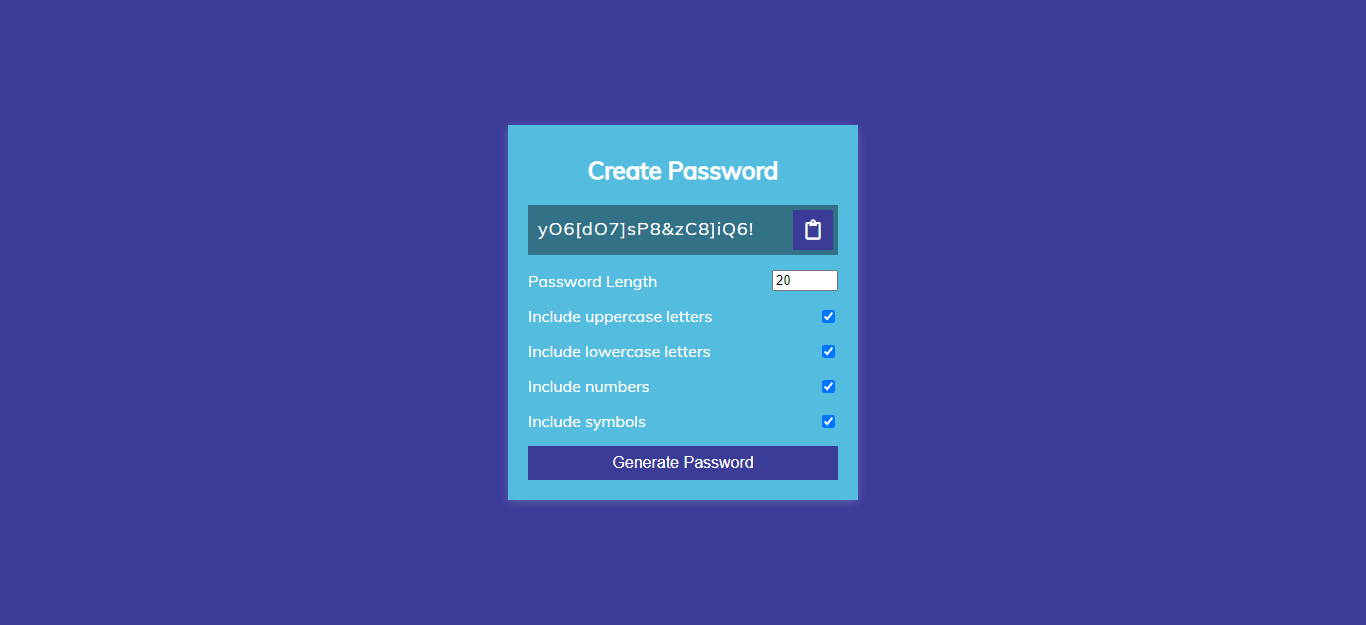 Create Password
yO6[dO7]sP8&zC8]iQ6!
Password Length
20
Include uppercase letters
Include lowercase letters
Include numbers
Include symbols
Generate Password